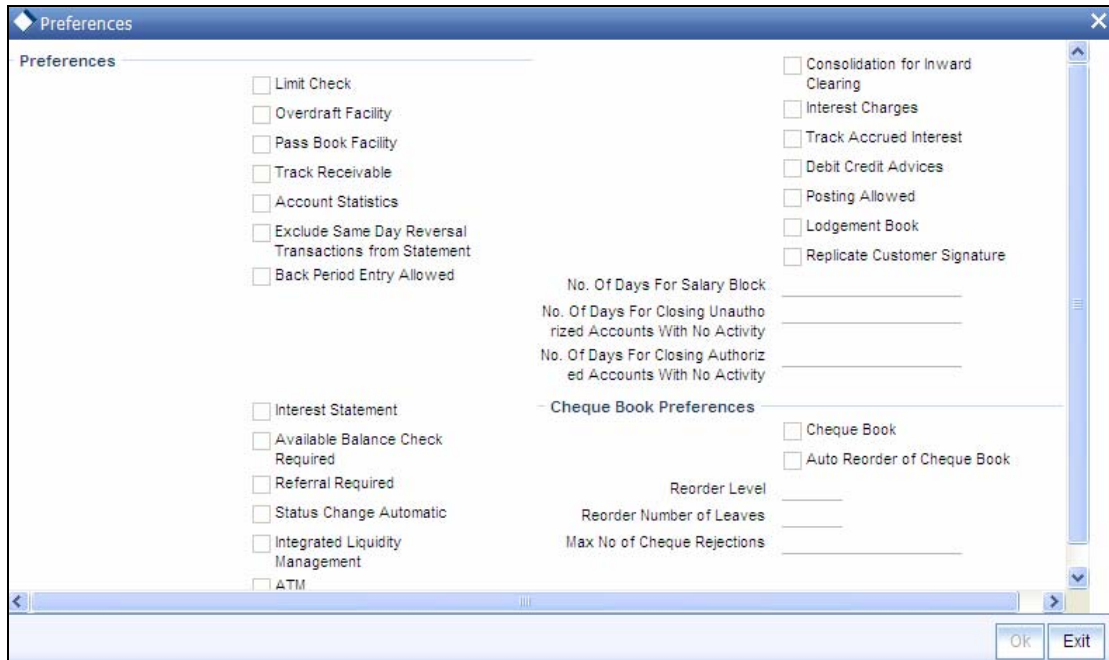 Preferences
Preferences
Limit Check
Overdraft Facility
Pass Book Facility
Track Receivable
Account Statistics
Exclude Same Day Reversal
Transactions from Statement
Back Period Entry Allowed
Consolidation for Inward
Clearing
Interest Charges
Track Accrued Interest
Debit Credit Advices
Posting Allowed
Lodgement Book
Replicate Customer Signature
No. Of Days For Salary Block
No. Of Days For Closing Unautho
rized Accounts With No Activity
No. Of Days For Closing Authoriz
ed Accounts With No Activity
Interest Statement
Available Balance Check
Required
Referral Required
Status Change Automatic
Integrated Liquidity
Management
ATM
Cheque Book Preferences
Cheque Book
Auto Reorder of Cheque Book
Reorder Level
Reorder Number of Leaves
Max No of Cheque Rejections
Ok
Exit